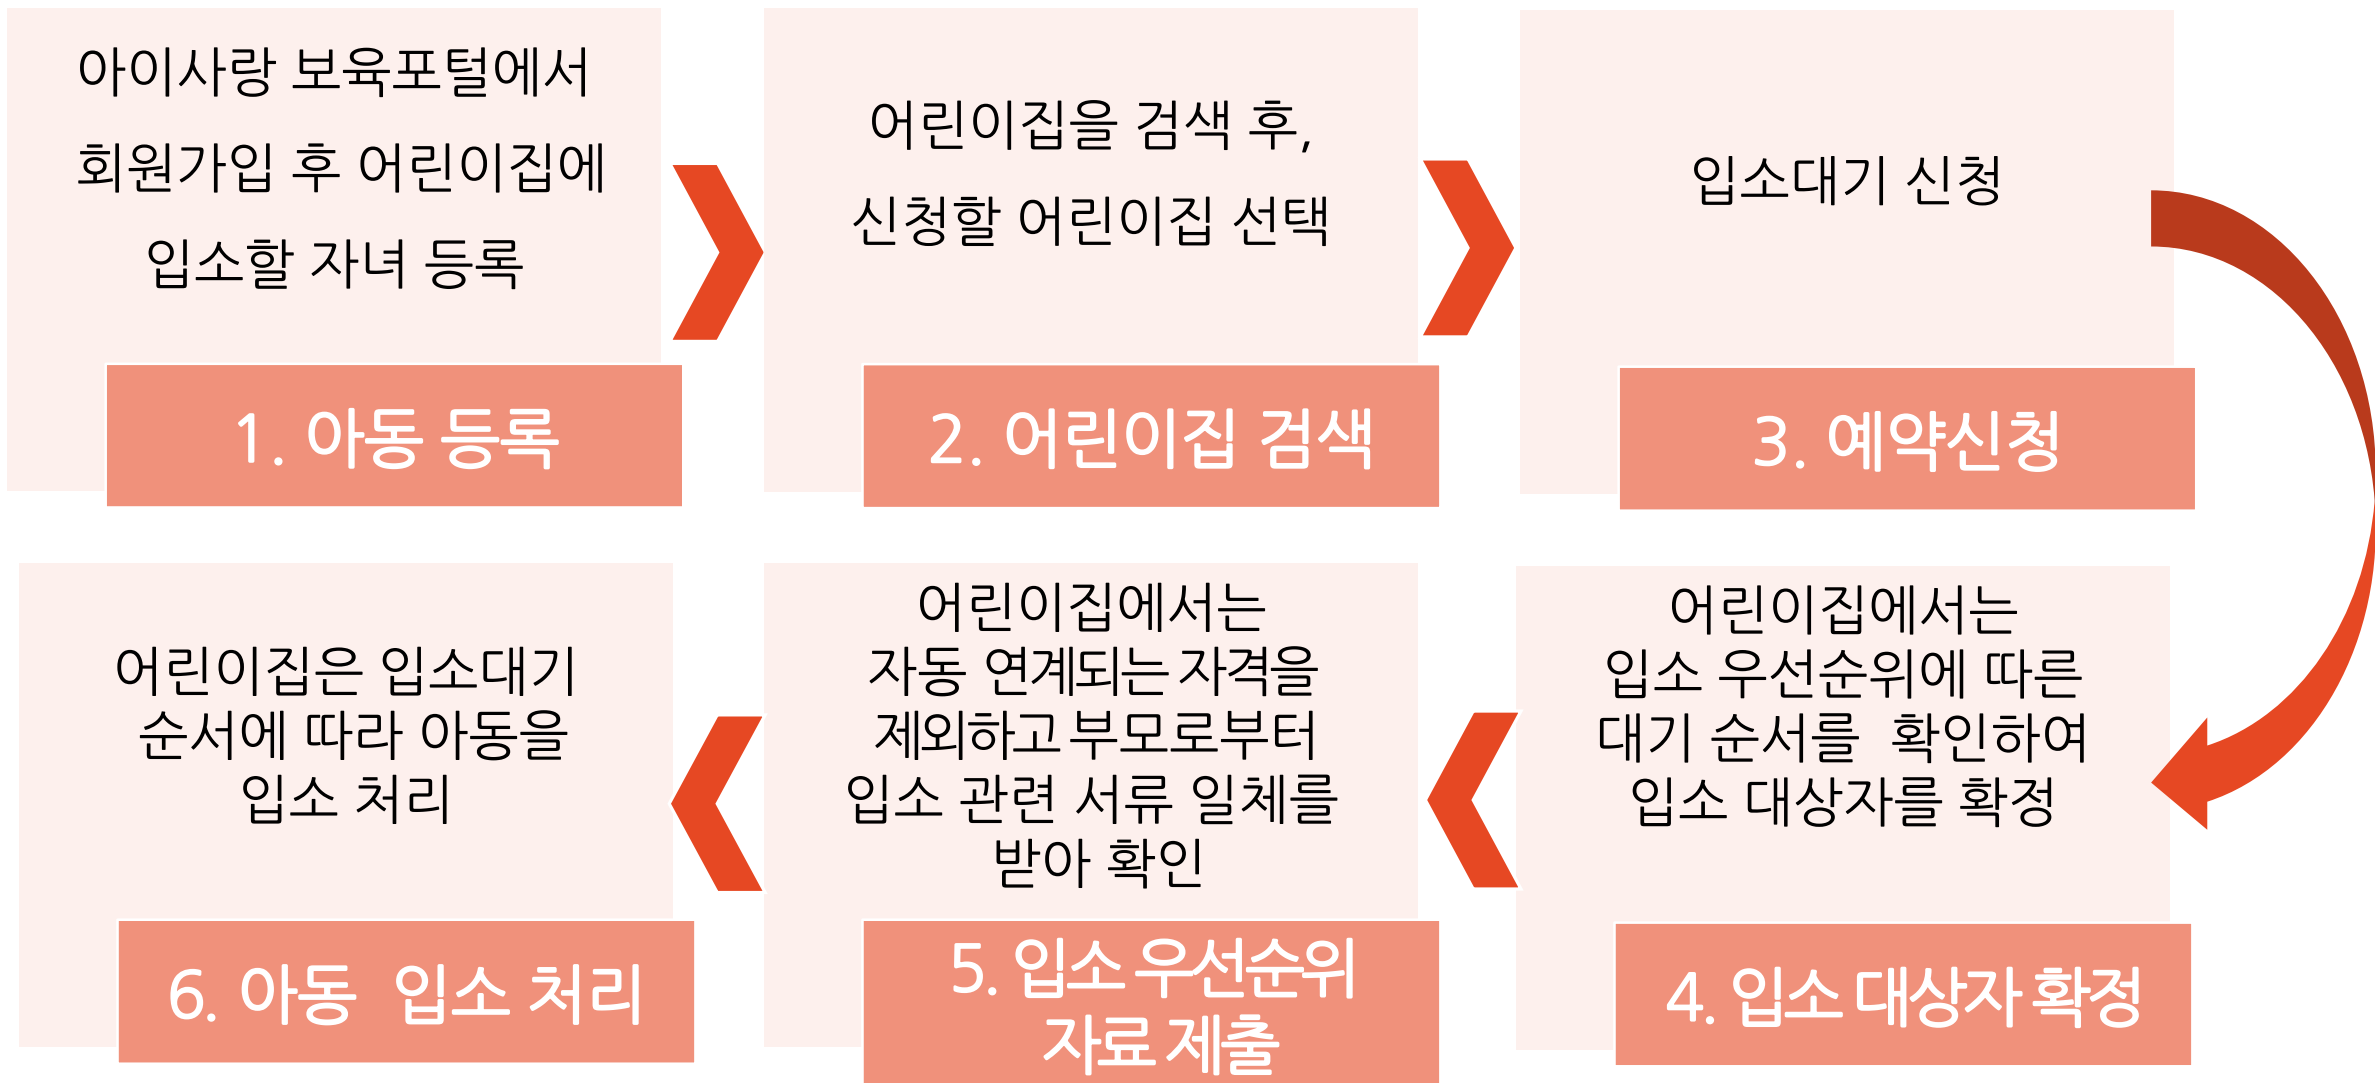 아이사랑 보육포털에서
회원가입 후 어린이집에
입소할 자녀 등록
1. 아동 등록
어린이집을 검색 후,
신청할 어린이집 선택
2. 어린이집 검색
입소대기 신청
3. 예약신청
어린이집에서는
입소 우선순위에 따른
대기 순서를 확인하여
입소 대상자를 확정
4. 입소 대상자 확정
어린이집에서는
자동 연계되는 자격을
제외하고 부모로부터
입소 관련 서류 일체를
받아 확인
5. 입소 우선순위
자료 제출
어린이집은 입소대기
순서에 따라 아동을
입소 처리
6. 아동 입소 처리